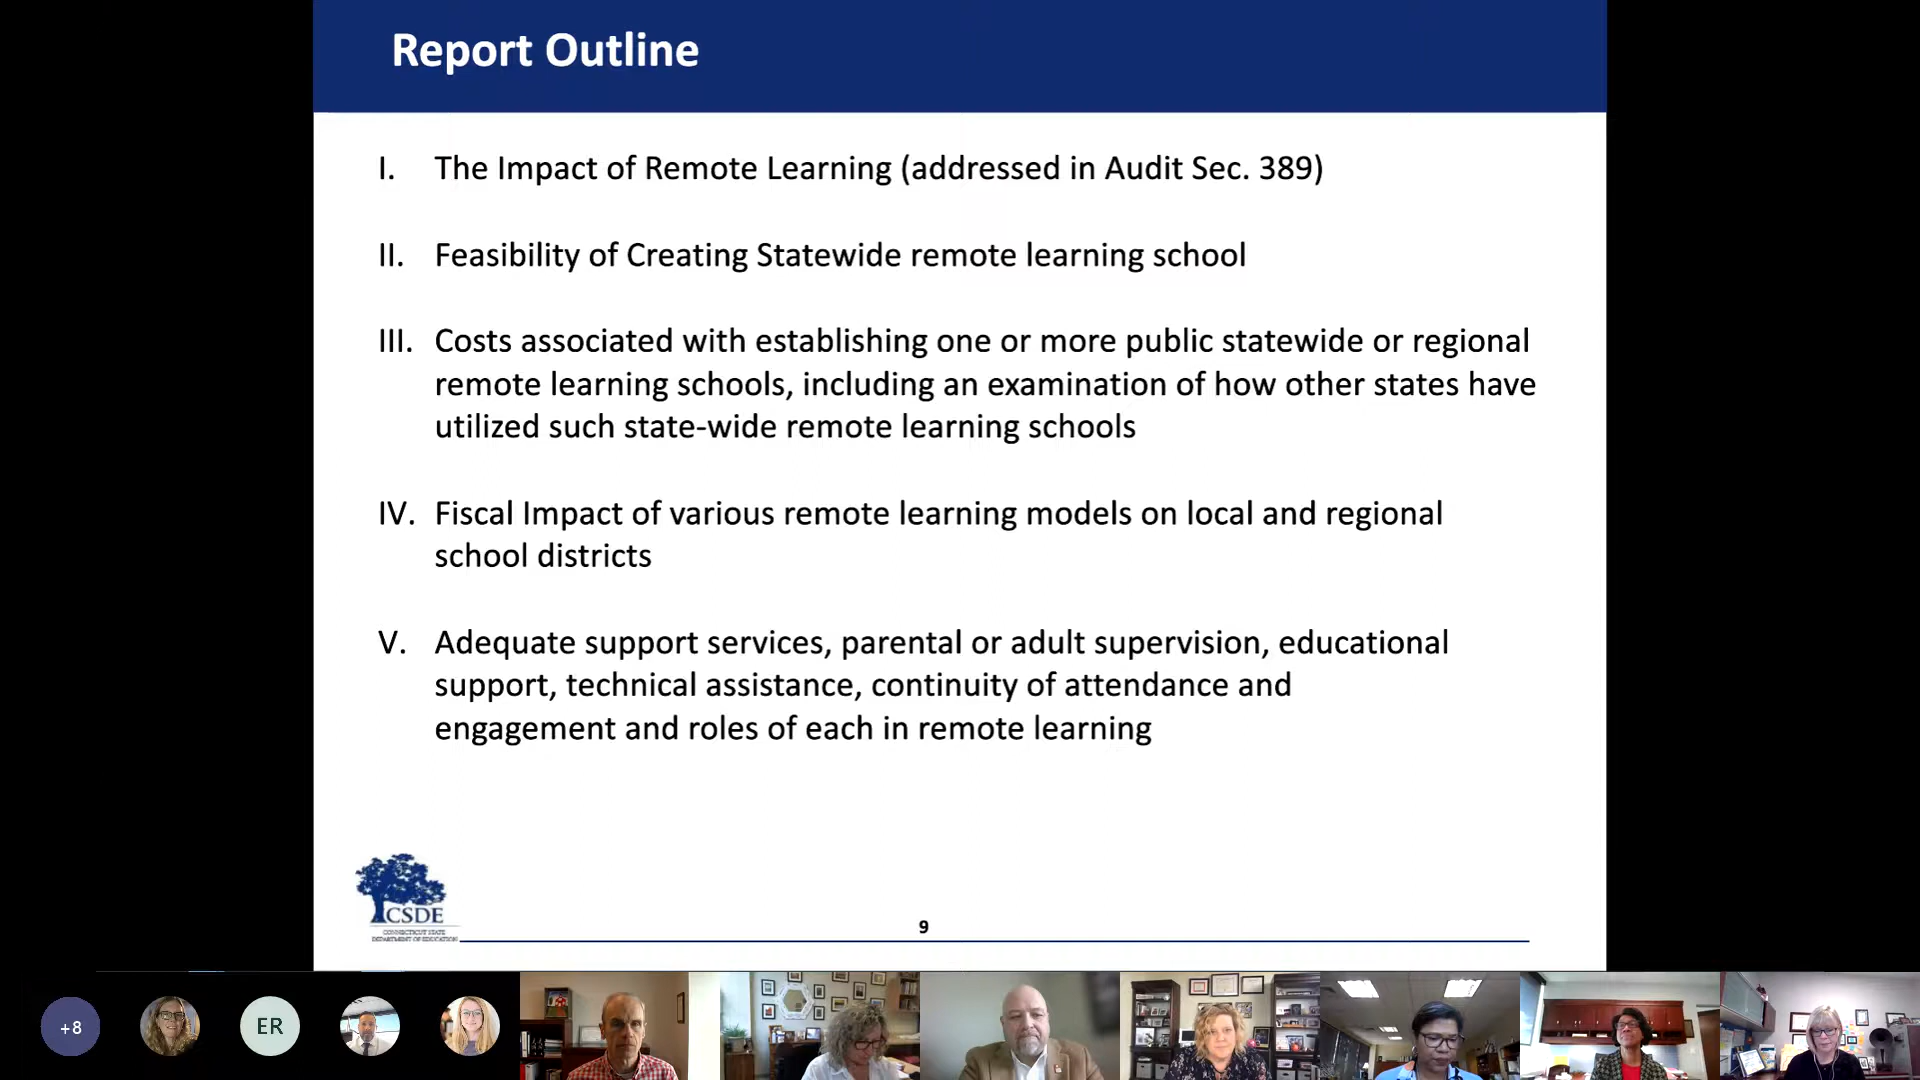 Report Outline
I. The Impact of Remote Learning (addressed in Audit Sec. 389)
II. Feasibility of Creating Statewide remote learning school
III. Costs associated with establishing one or more public statewide or regional
remote learning schools, including an examination of how other states have
utilized such state-wide remote learning schools
IV. Fiscal Impact of various remote learning models on local and regional
school districts
V. Adequate support services, parental or adult supervision, educational
support, technical assistance, continuity of attendance and
engagement and roles of each in remote learning
CSDE
CONNECTICUT STATE
DEPARTMENT OF EDUCATION
9
+8
ER